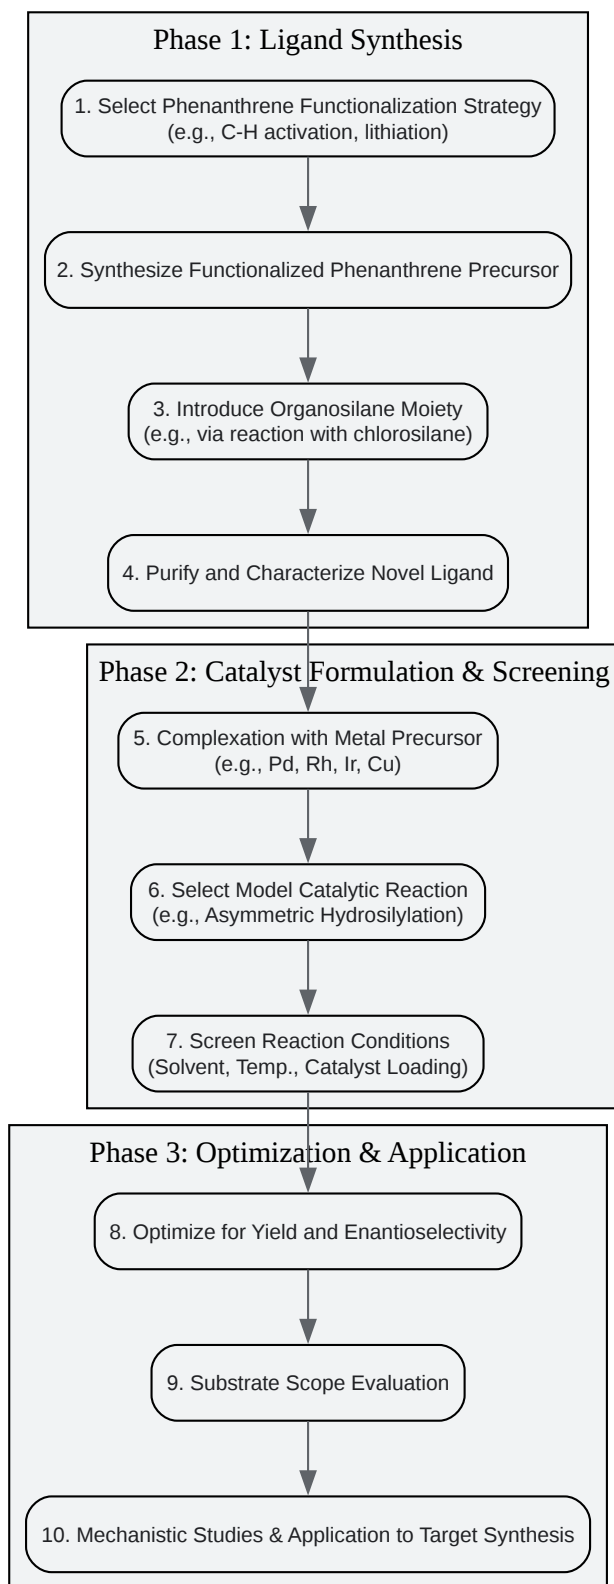 Phase 1: Ligand Synthesis
1. Select Phenanthrene Functionalization Strategy
(e.g., C-H activation, lithiation)
2. Synthesize Functionalized Phenanthrene Precursor
3. Introduce Organosilane Moiety
(e.g., via reaction with chlorosilane)
4. Purify and Characterize Novel Ligand
Phase 2: Catalyst Formulation & Screening
5. Complexation with Metal Precursor
(e.g., Pd, Rh, Ir, Cu)
6. Select Model Catalytic Reaction
(e.g., Asymmetric Hydrosilylation)
7. Screen Reaction Conditions
(Solvent, Temp., Catalyst Loading)
Phase 3: Optimization & Application
8. Optimize for Yield and Enantioselectivity
9. Substrate Scope Evaluation
10. Mechanistic Studies & Application to Target Synthesis